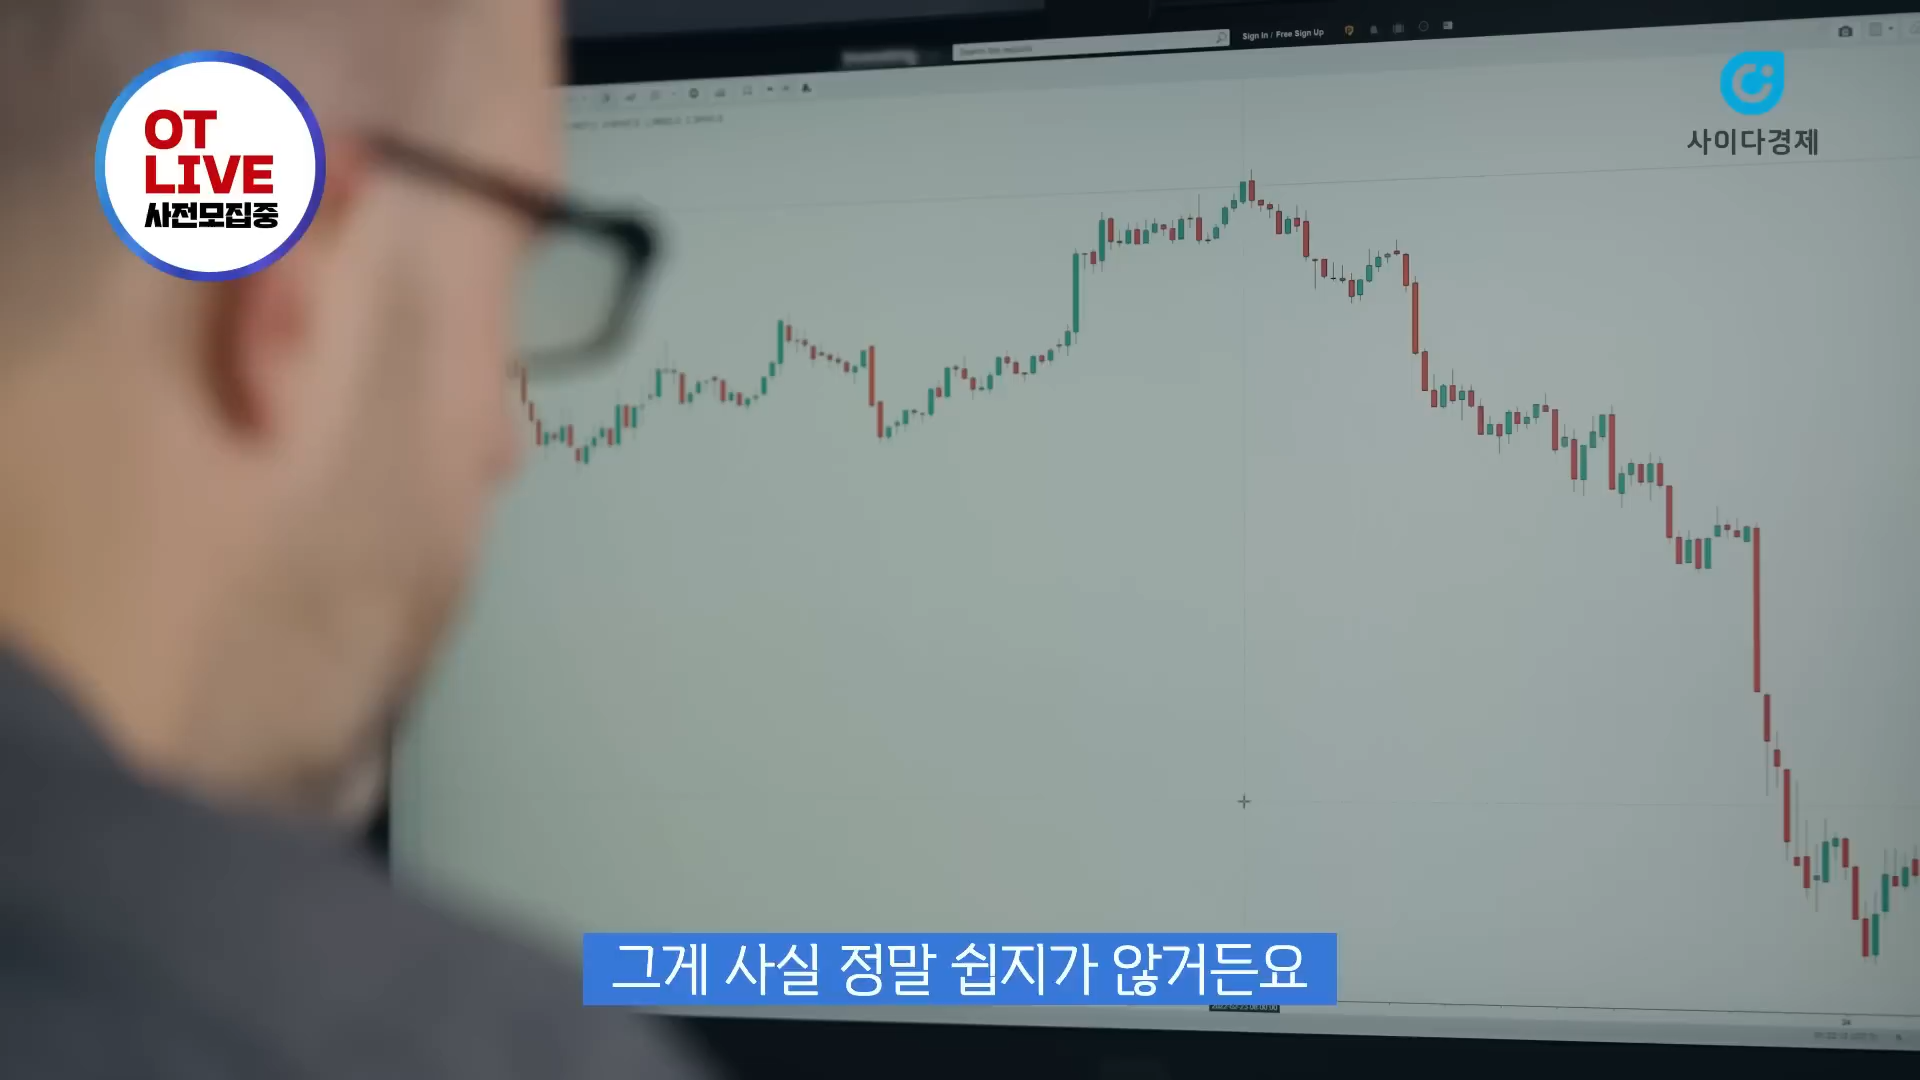 OT
LIVE
사전모집중
Sign In / Free Sign Up
사이다경제
그게 사실 정말 쉽지가 않거든요